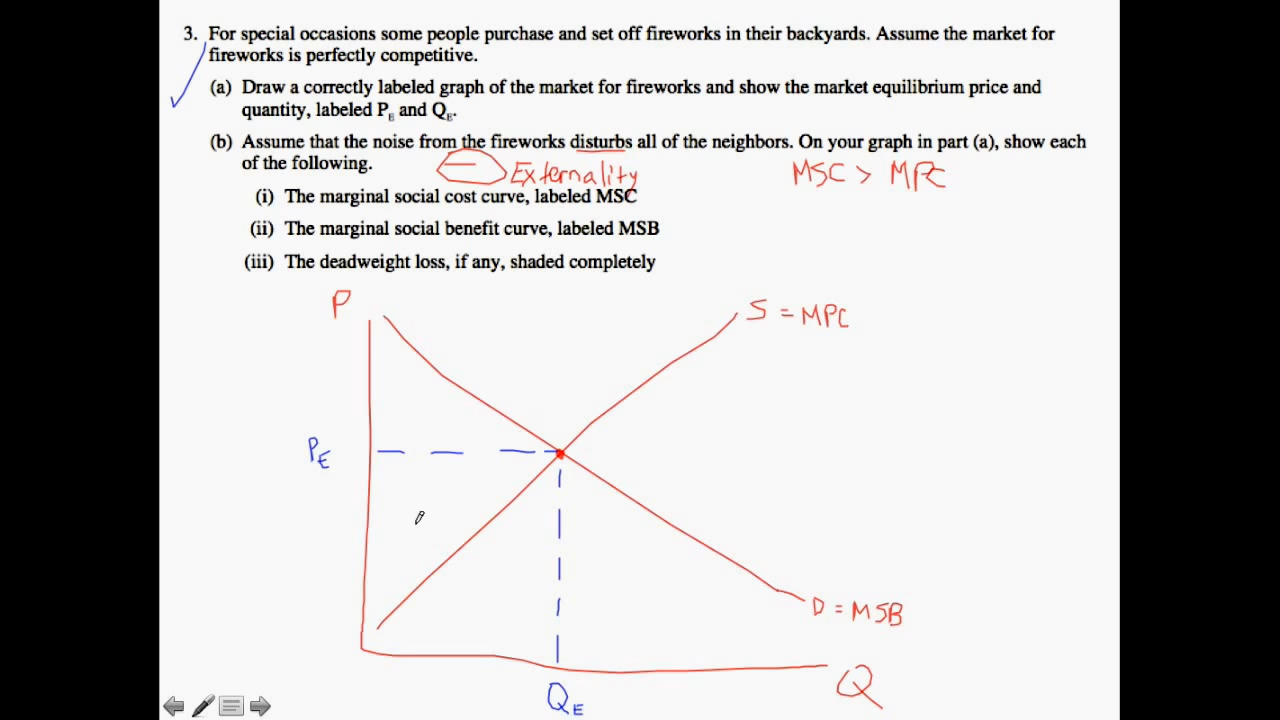 3. For special occasions some people purchase and set off fireworks in their backyards. Assume the market for
fireworks is perfectly competitive.
(a) Draw a correctly labeled graph of the market for fireworks and show the market equilibrium price and
quantity, labeled PE and QE.
(b) Assume that the noise from the fireworks disturbs all of the neighbors. On your graph in part (a), show each
of the following.
− Externality
MSC > MPC
(i) The marginal social cost curve, labeled MSC
(ii) The marginal social benefit curve, labeled MSB
(iii) The deadweight loss, if any, shaded completely
P
S = MPC
PE
D = MSB
Q
QE